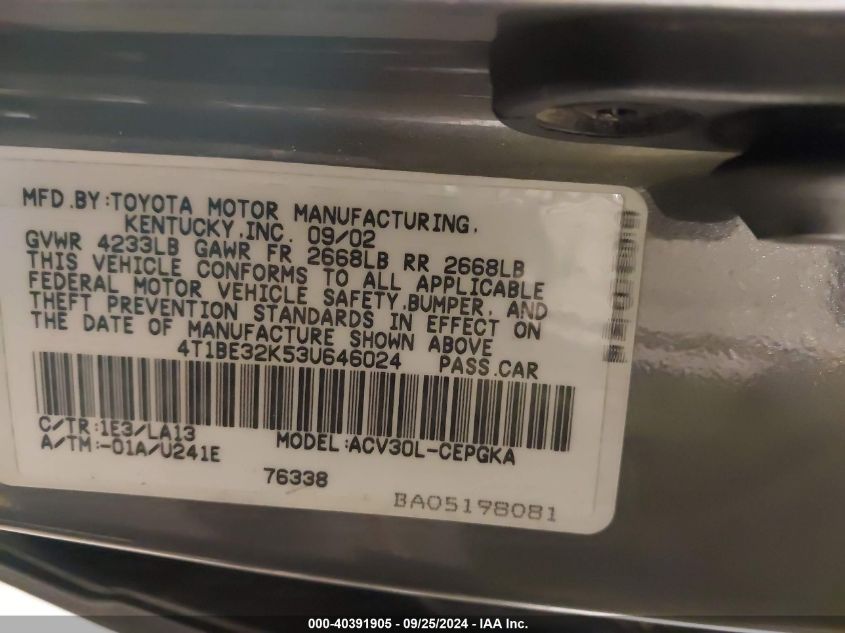 MFD.BY:TOYOTA MOTOR MANUFACTURING,
KENTUCKY,INC. 09/02
GVWR 4233LB GAWR FR 2668LB RR 2668LB
THIS VEHICLE CONFORMS TO ALL APPLICABLE
FEDERAL MOTOR VEHICLE SAFETY,BUMPER, AND
THEFT PREVENTION STANDARDS IN EFFECT ON
THE DATE OF MANUFACTURE SHOWN ABOVE
4T1BE32K53U646024 PASS.CAR
C/TR:1E3/LA13
A/TM:-01A/U241E MODEL:ACV30L-CEPGKA
76338
BA05198081
000-40391905 / 09/25/2024 - IAA Inc.